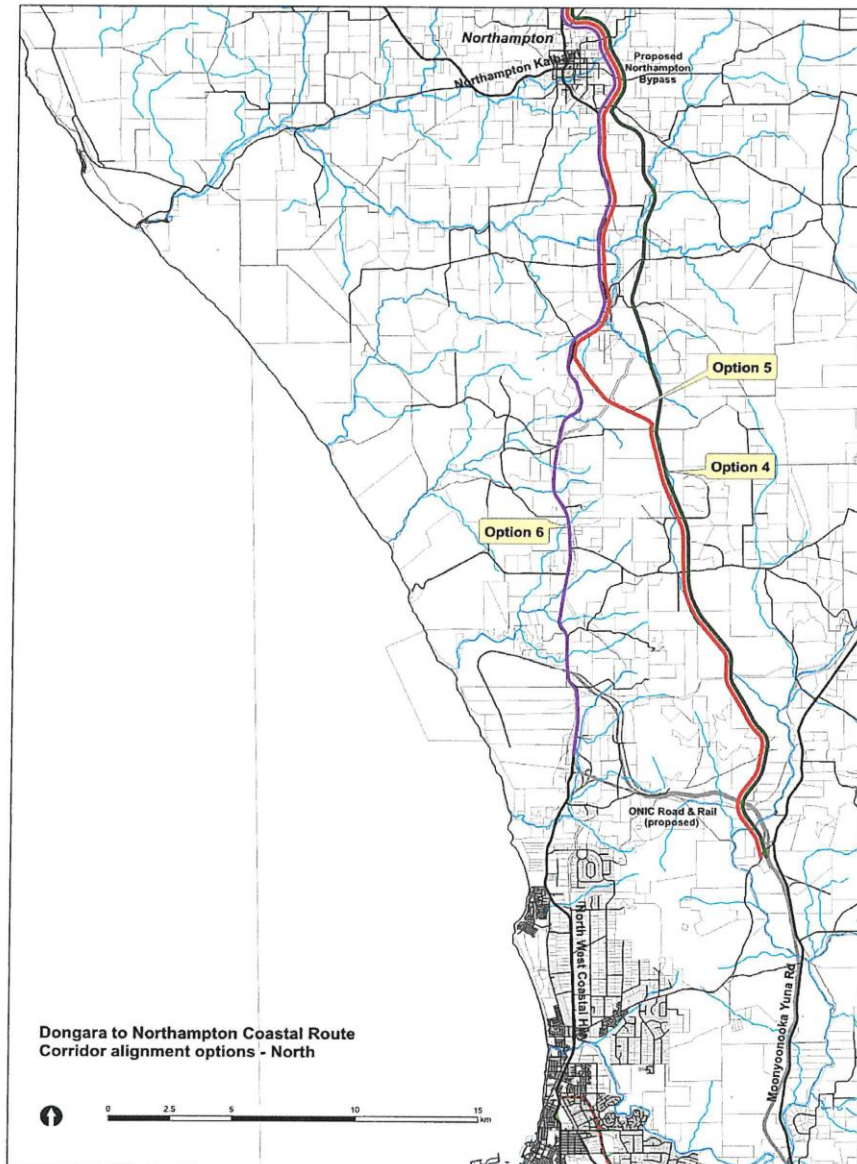 Northampton
Northampton Kalbarri
Proposed
Northampton
Bypass
Option 5
Option 4
Option 6
ONIC Road & Rail
(proposed)
North West Coastal Hwy
Moonyoonooka Yuna Rd
Dongara to Northampton Coastal Route
Corridor alignment options - North
0 2.5 5 10 15
km